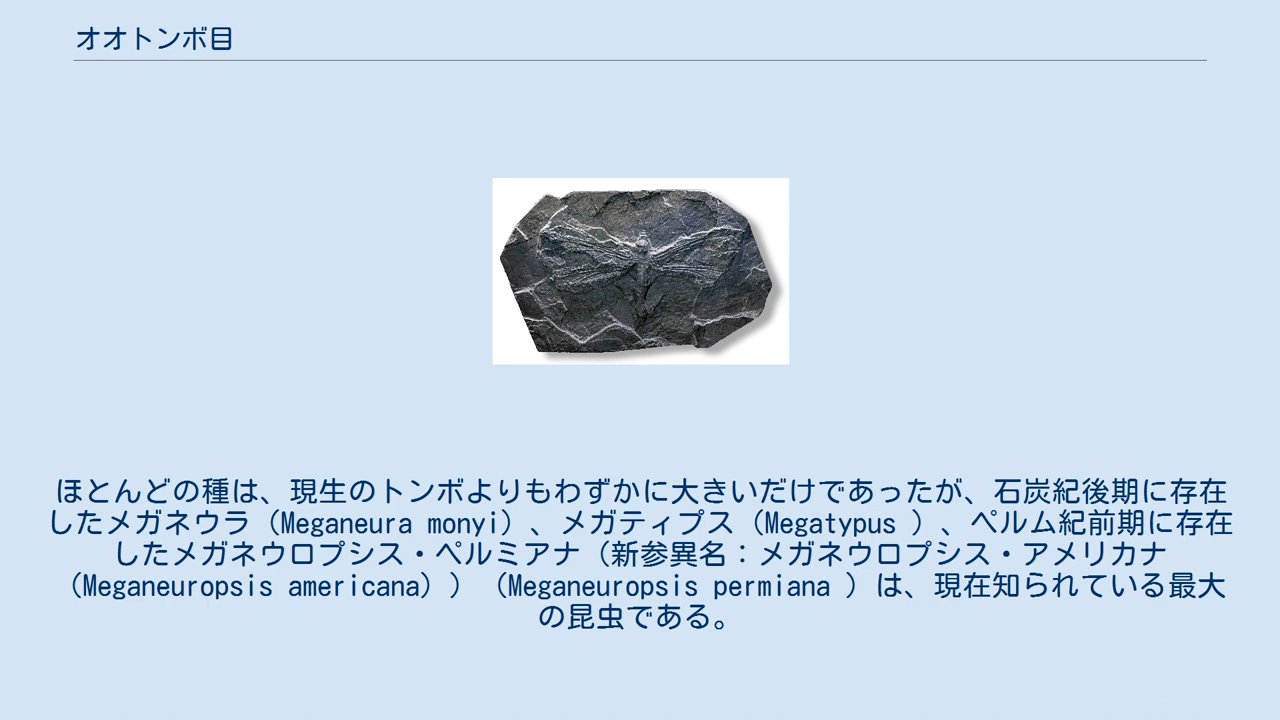 オオトンボ目
ほとんどの種は、現生のトンボよりもわずかに大きいだけであったが、石炭紀後期に存在
したメガネウラ（Meganeura monyi）、メガティプス（Megatypus ）、ペルム紀前期に存在
したメガネウロプシス・ペルミアナ（新参異名：メガネウロプシス・アメリカナ
（Meganeuropsis americana））（Meganeuropsis permiana ）は、現在知られている最大
の昆虫である。